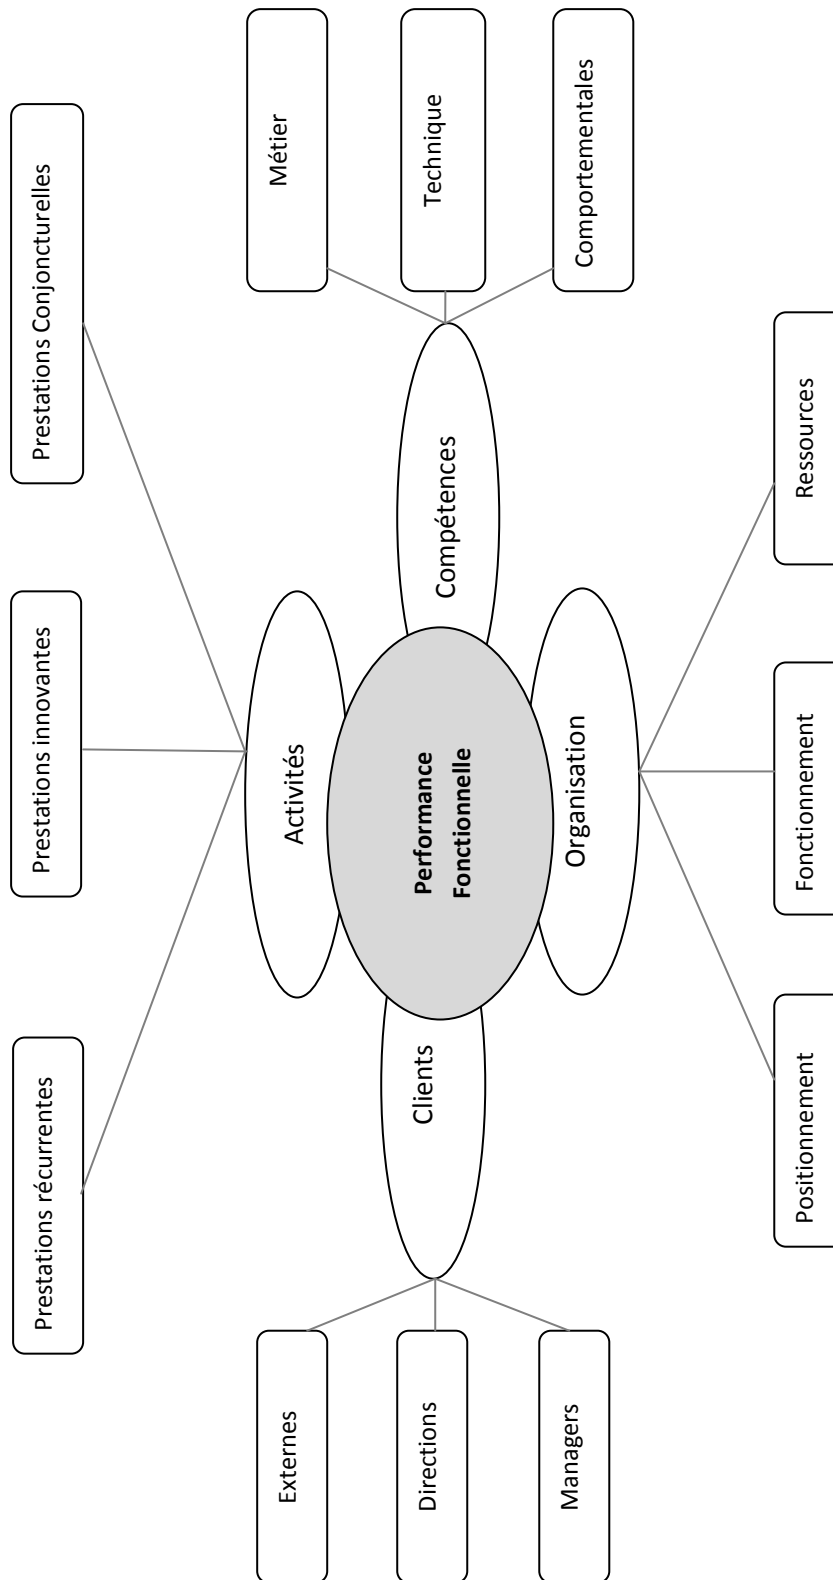 Prestations récurrentes
Prestations innovantes
Prestations Conjoncturelles
Externes
Directions
Managers
Clients
Activités
Performance
Fonctionnelle
Organisation
Compétences
Métier
Technique
Comportementales
Positionnement
Fonctionnement
Ressources